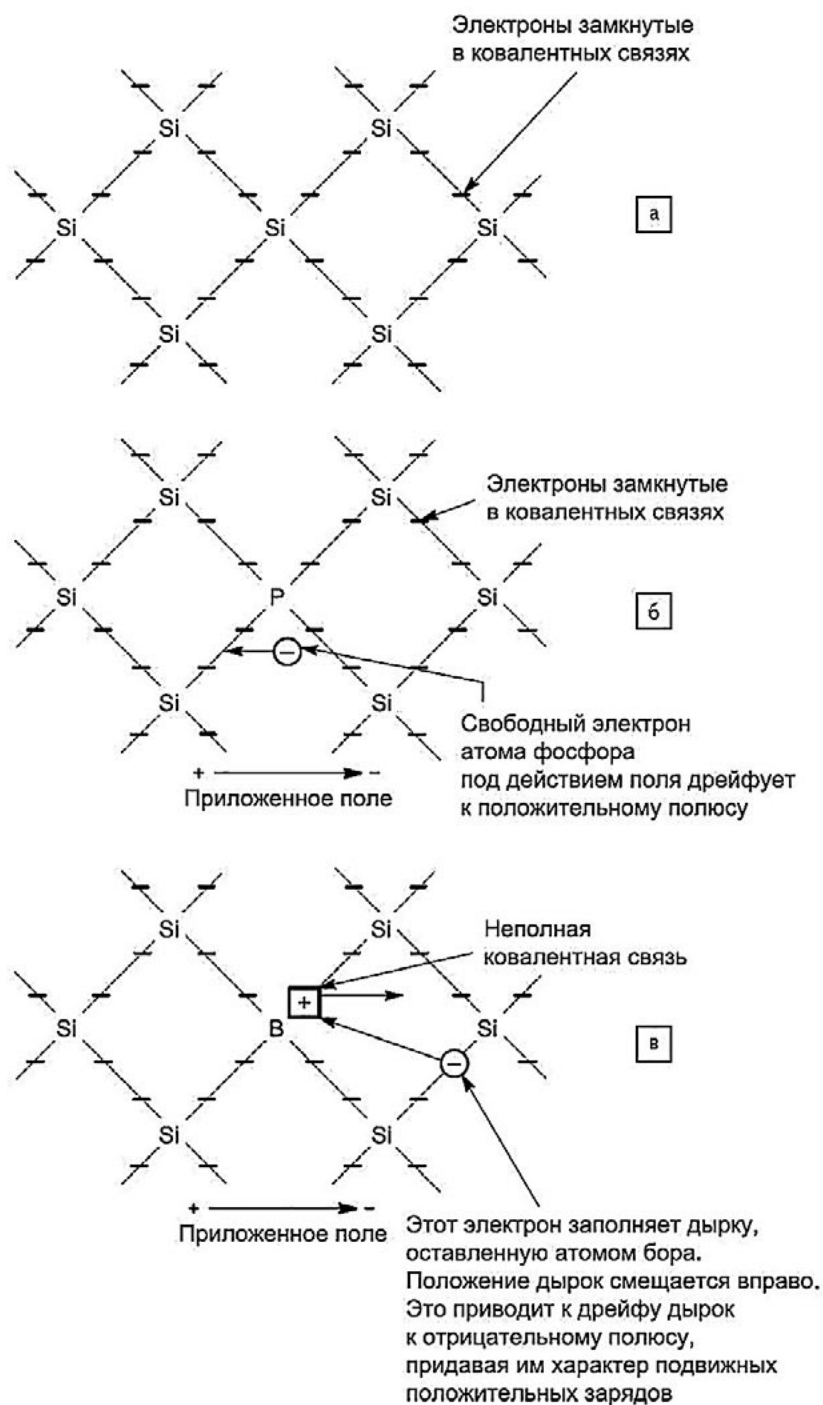 Электроны замкнутые
в ковалентных связях
Si Si
Si Si Si
а
Si Si
Si Si
Электроны замкнутые
в ковалентных связях
Si P Si
б
Si Si
Свободный электрон
атома фосфора
под действием поля дрейфует
к положительному полюсу
+ -
Приложенное поле
Si Si
Неполная
ковалентная связь
+
Si B Si
в
Si Si
+ -
Приложенное поле
Этот электрон заполняет дырку,
оставленную атомом бора.
Положение дырок смещается вправо.
Это приводит к дрейфу дырок
к отрицательному полюсу,
придавая им характер подвижных
положительных зарядов